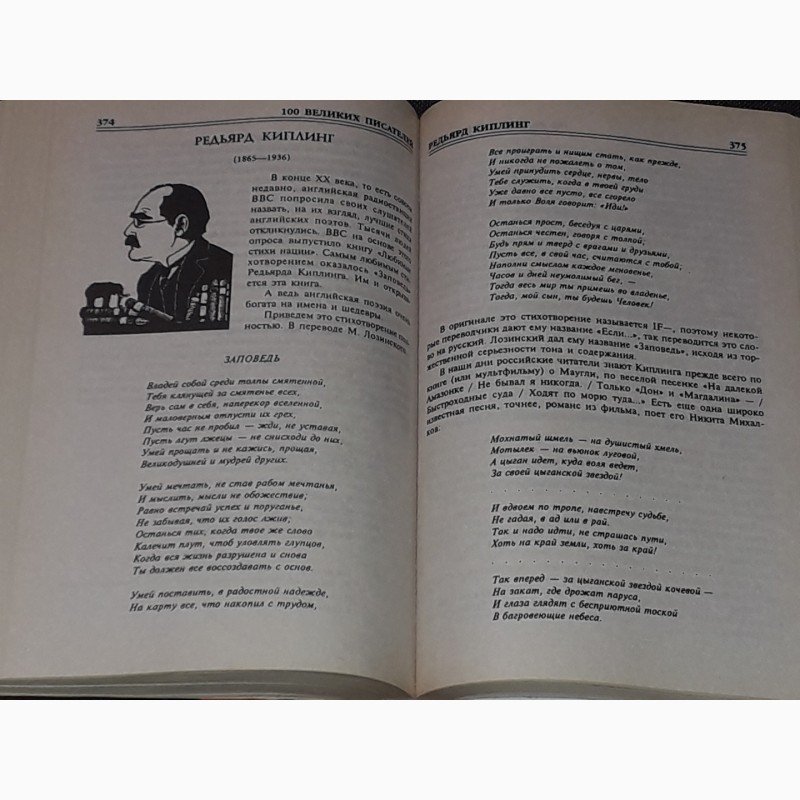 374
100 ВЕЛИКИХ ПИСАТЕЛЕЙ
РЕДЬЯРД КИПЛИНГ
(1865—1936)
В конце XX века, то есть совсем
недавно, английская радиостанция
BBC попросила своих слушателей
назвать, на их взгляд, лучшие стихи
английских поэтов. Тысячи людей
откликнулись. BBC на основе этого
опроса выпустило книгу «Любимые
стихи нации». Самым любимым сти-
хотворением оказалось «Заповедь»
Редьярда Киплинга. Им и открыва-
ется эта книга.
А ведь английская поэзия очень
богата на имена и шедевры.
Приведем это стихотворение пол-
ностью. В переводе М. Лозинского.
ЗАПОВЕДЬ
Владей собой среди толпы смятенной,
Тебя клянущей за смятенье всех,
Верь сам в себя, наперекор вселенной,
И маловерным отпусти их грех,
Пусть час не пробил — жди, не уставая,
Пусть лгут лжецы — не снисходи до них,
Умей прощать и не кажись, прощая,
Великодушней и мудрей других.
Умей мечтать, не став рабом мечтанья,
И мыслить, мысли не обожествив;
Равно встречай успех и поруганье,
Не забывая, что их голос лжив;
Останься тих, когда твое же слово
Калечит плут, чтоб уловлять глупцов,
Когда вся жизнь разрушена и снова
Ты должен все воссоздавать с основ.
Умей поставить, в радостной надежде,
На карту все, что накопил с трудом,
РЕДЬЯРД КИПЛИНГ
375
Все проиграть и нищим стать, как прежде,
И никогда не пожалеть о том,
Умей принудить сердце, нервы, тело
Тебе служить, когда в твоей груди
Уже давно все пусто, все сгорело
И только Воля говорит: «Иди!»
Останься прост, беседуя с царями,
Останься честен, говоря с толпой;
Будь прям и тверд с врагами и друзьями,
Пусть все, в свой час, считаются с тобой;
Наполни смыслом каждое мгновенье,
Часов и дней неумолимый бег, —
Тогда весь мир ты примешь во владенье,
Тогда, мой сын, ты будешь Человек!
В оригинале это стихотворение называется IF—, поэтому некото-
рые переводчики дают ему название «Если...», так переводится это сло-
во на русский. Лозинский дал ему название «Заповедь», исходя из тор-
жественной серьезности тона и содержания.
В наши дни российские читатели знают Киплинга прежде всего по
книге (или мультфильму) о Маугли, по веселой песенке «На далекой
Амазонке / Не бывал я никогда. / Только «Дон» и «Магдалина» — /
Быстроходные суда / Ходят по морю туда...» Есть еще одна широко
известная песня, точнее, романс из фильма, поет его Никита Михал-
ков:
Мохнатый шмель — на душистый хмель,
Мотылек — на вьюнок луговой,
А цыган идет, куда воля ведет,
За своей цыганской звездой!
. . . . . . . . . . . . . . . . . . . .
И вдвоем по тропе, навстречу судьбе,
Не гадая, в ад или в рай.
Так и надо идти, не страшась пути,
Хоть на край земли, хоть за край!
. . . . . . . . . . . . . . . . . . . .
Так вперед — за цыганской звездой кочевой —
На закат, где дрожат паруса,
И глаза глядят с бесприютной тоской
В багровеющие небеса.